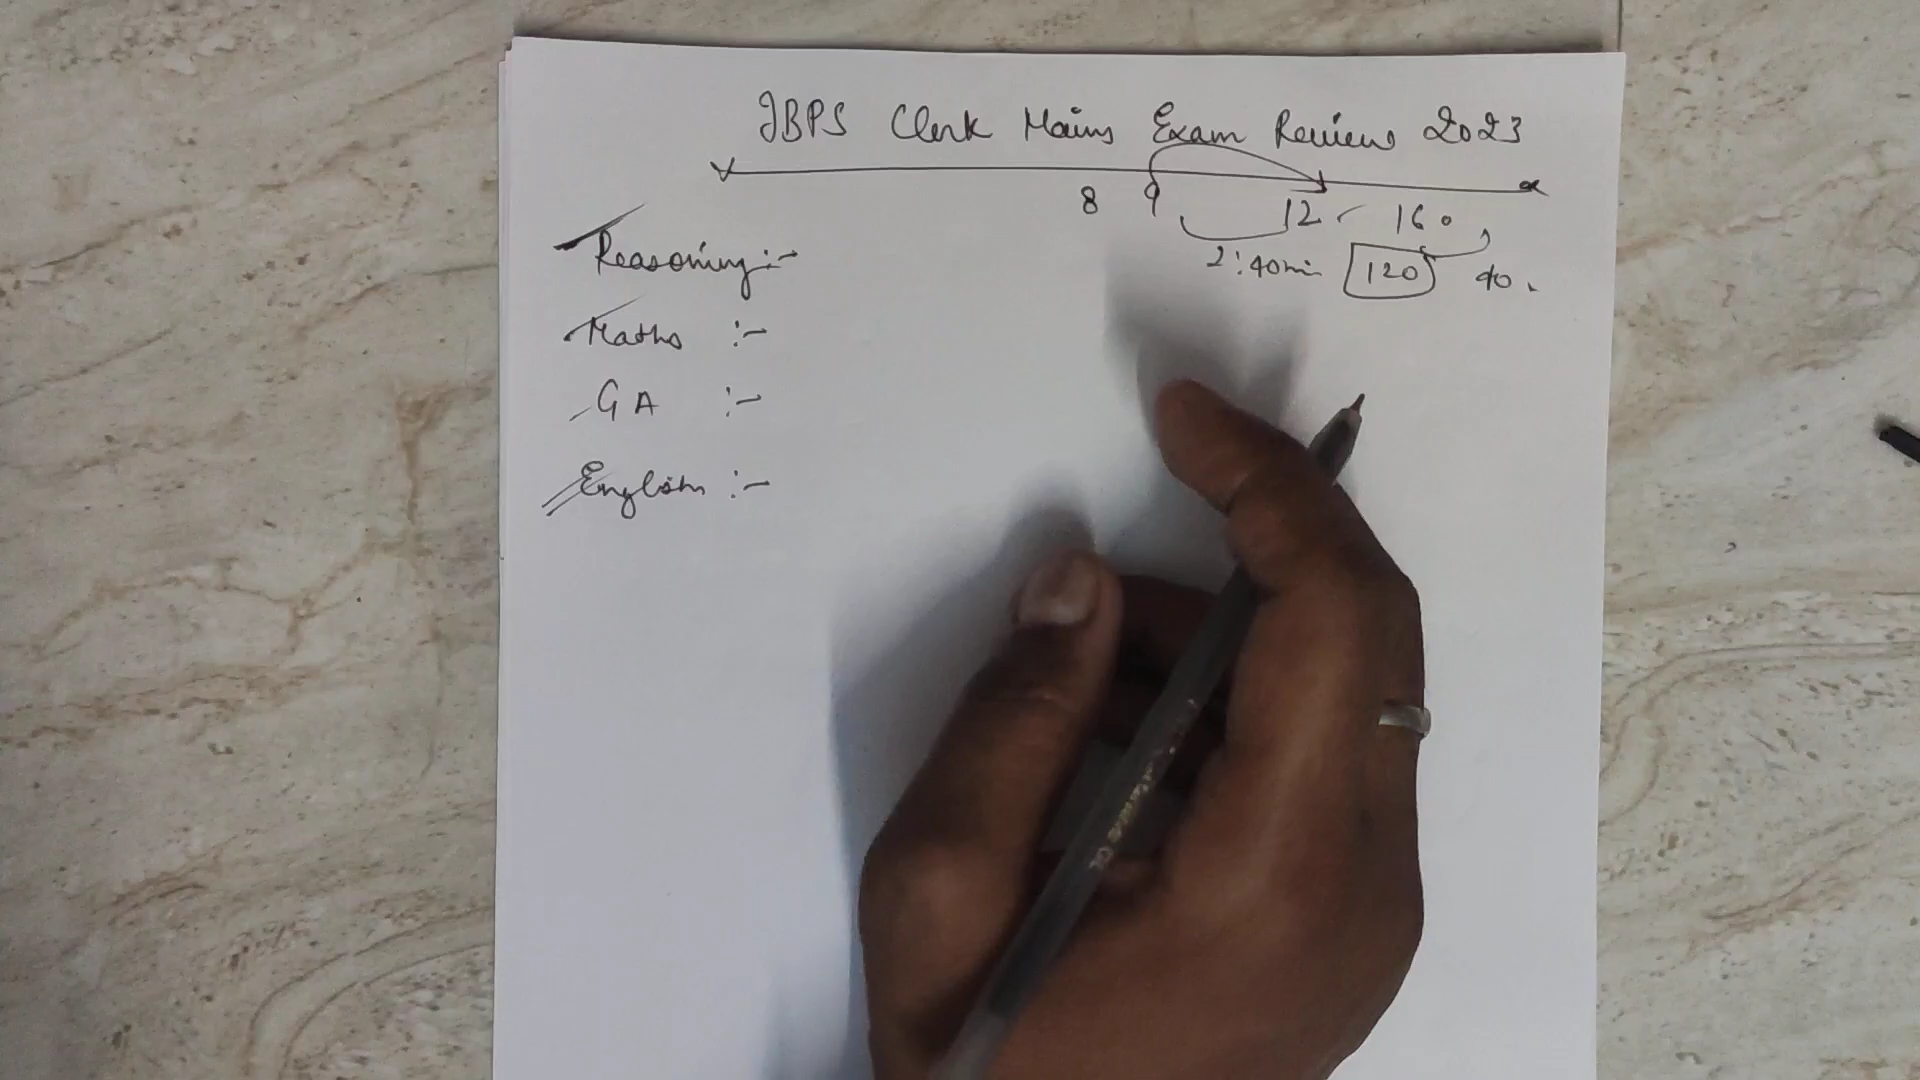 IBPS Clerk Mains Exam Review 2023
8 9 12 160
Reasoning :-
2:40min 120 40.
Maths :-
GA :-
English :-